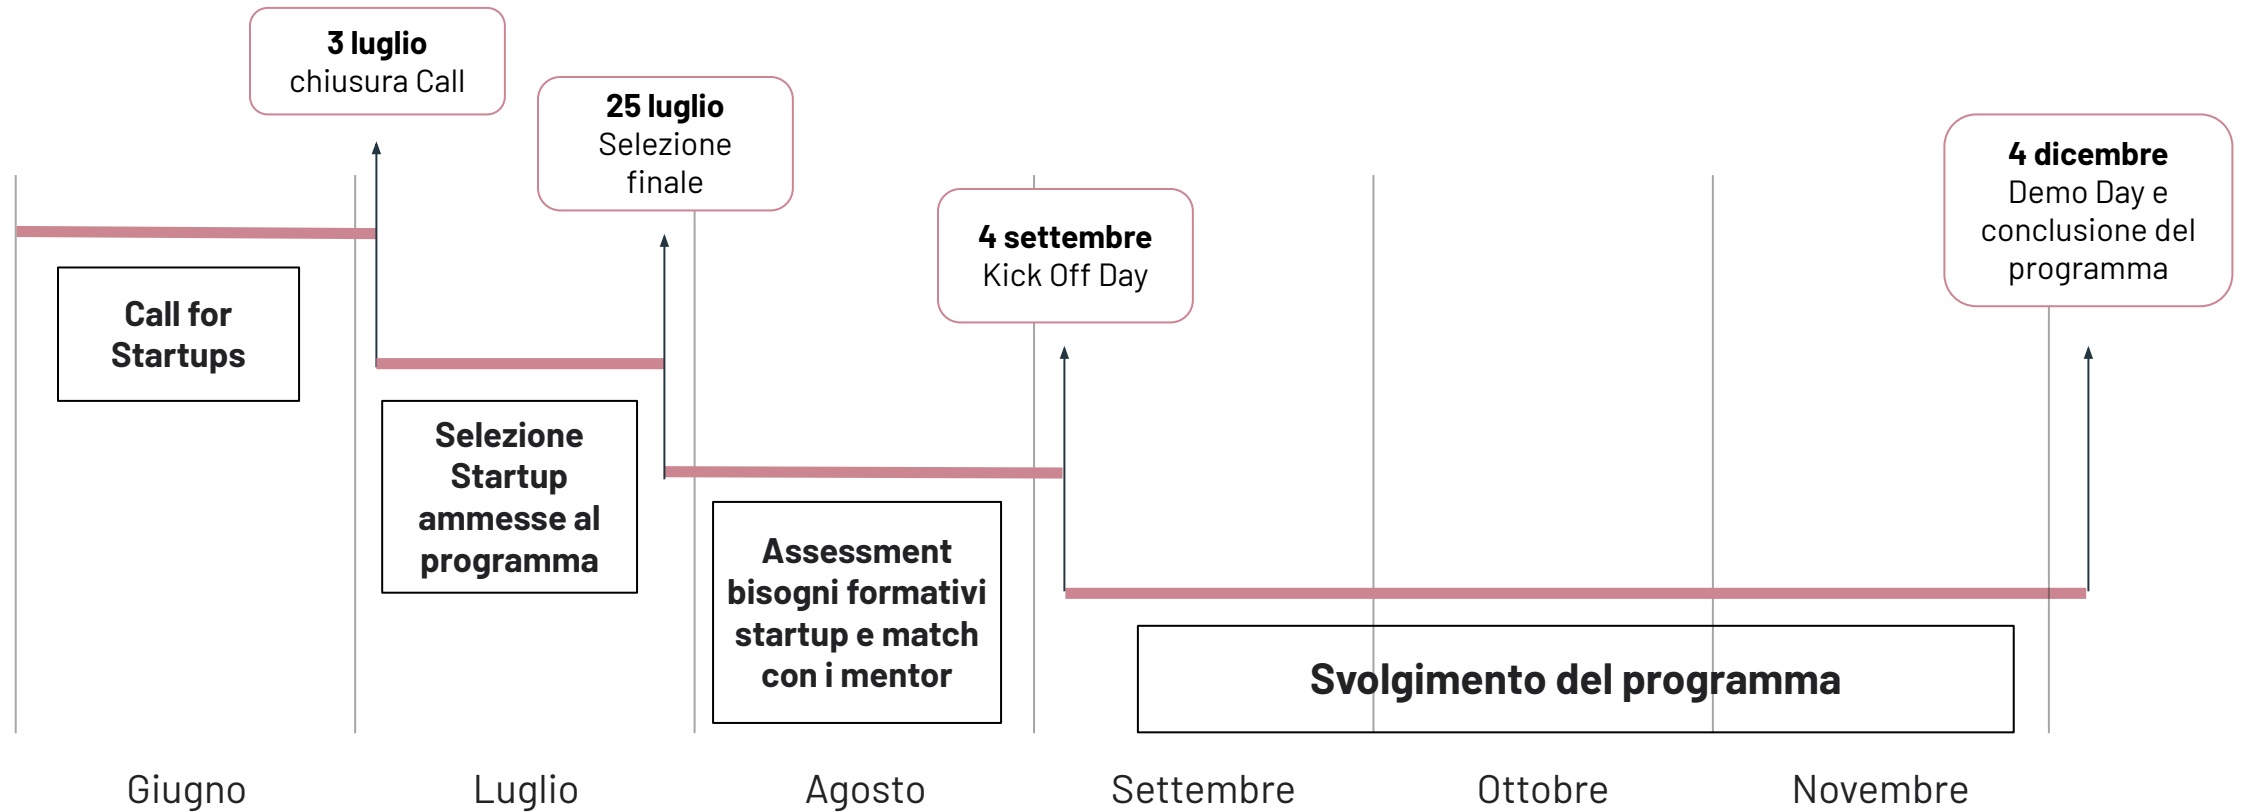 3 luglio
chiusura Call
25 luglio
Selezione
finale
4 settembre
Kick Off Day
4 dicembre
Demo Day e
conclusione del
programma
Call for
Startups
Selezione
Startup
ammesse al
programma
Assessment
bisogni formativi
startup e match
con i mentor
Svolgimento del programma
Giugno
Luglio
Agosto
Settembre
Ottobre
Novembre